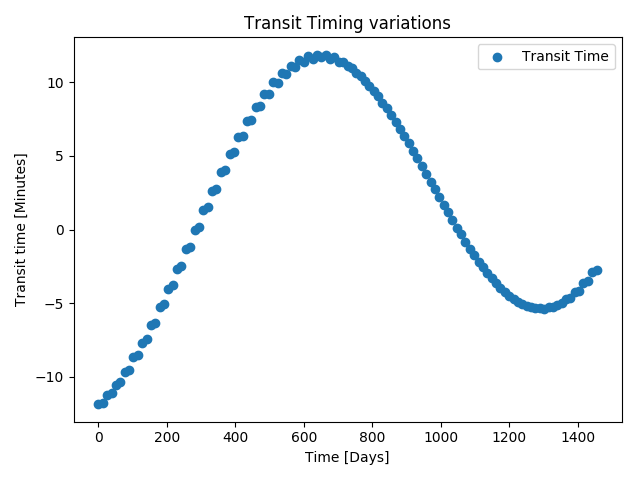 Transit Timing variations
Transit Time
Transit time [Minutes]
10
5
0
−5
−10
0 200 400 600 800 1000 1200 1400
Time [Days]